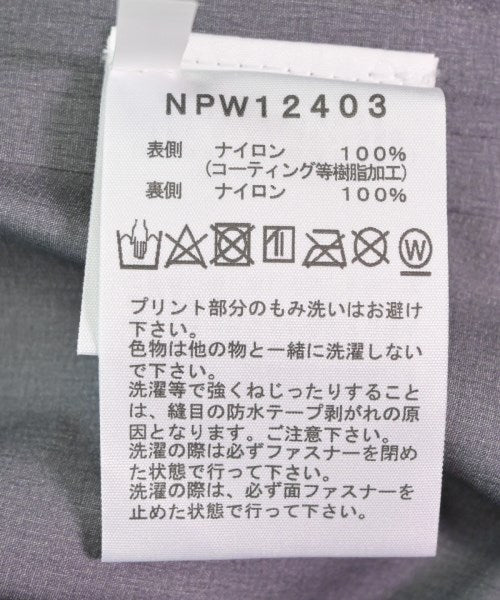 NPW12403
表側 ナイロン 100%
(コーティング等樹脂加工)
裏側 ナイロン 100%
W
プリント部分のもみ洗いはお避け
下さい。
色物は他の物と一緒に洗濯しない
で下さい。
洗濯等で強くねじったりすること
は、縫目の防水テープ剥がれの原
因となります。ご注意下さい。
洗濯の際は必ずファスナーを閉め
た状態で行って下さい。
洗濯の際は、必ず面ファスナーを
止めた状態で行って下さい。